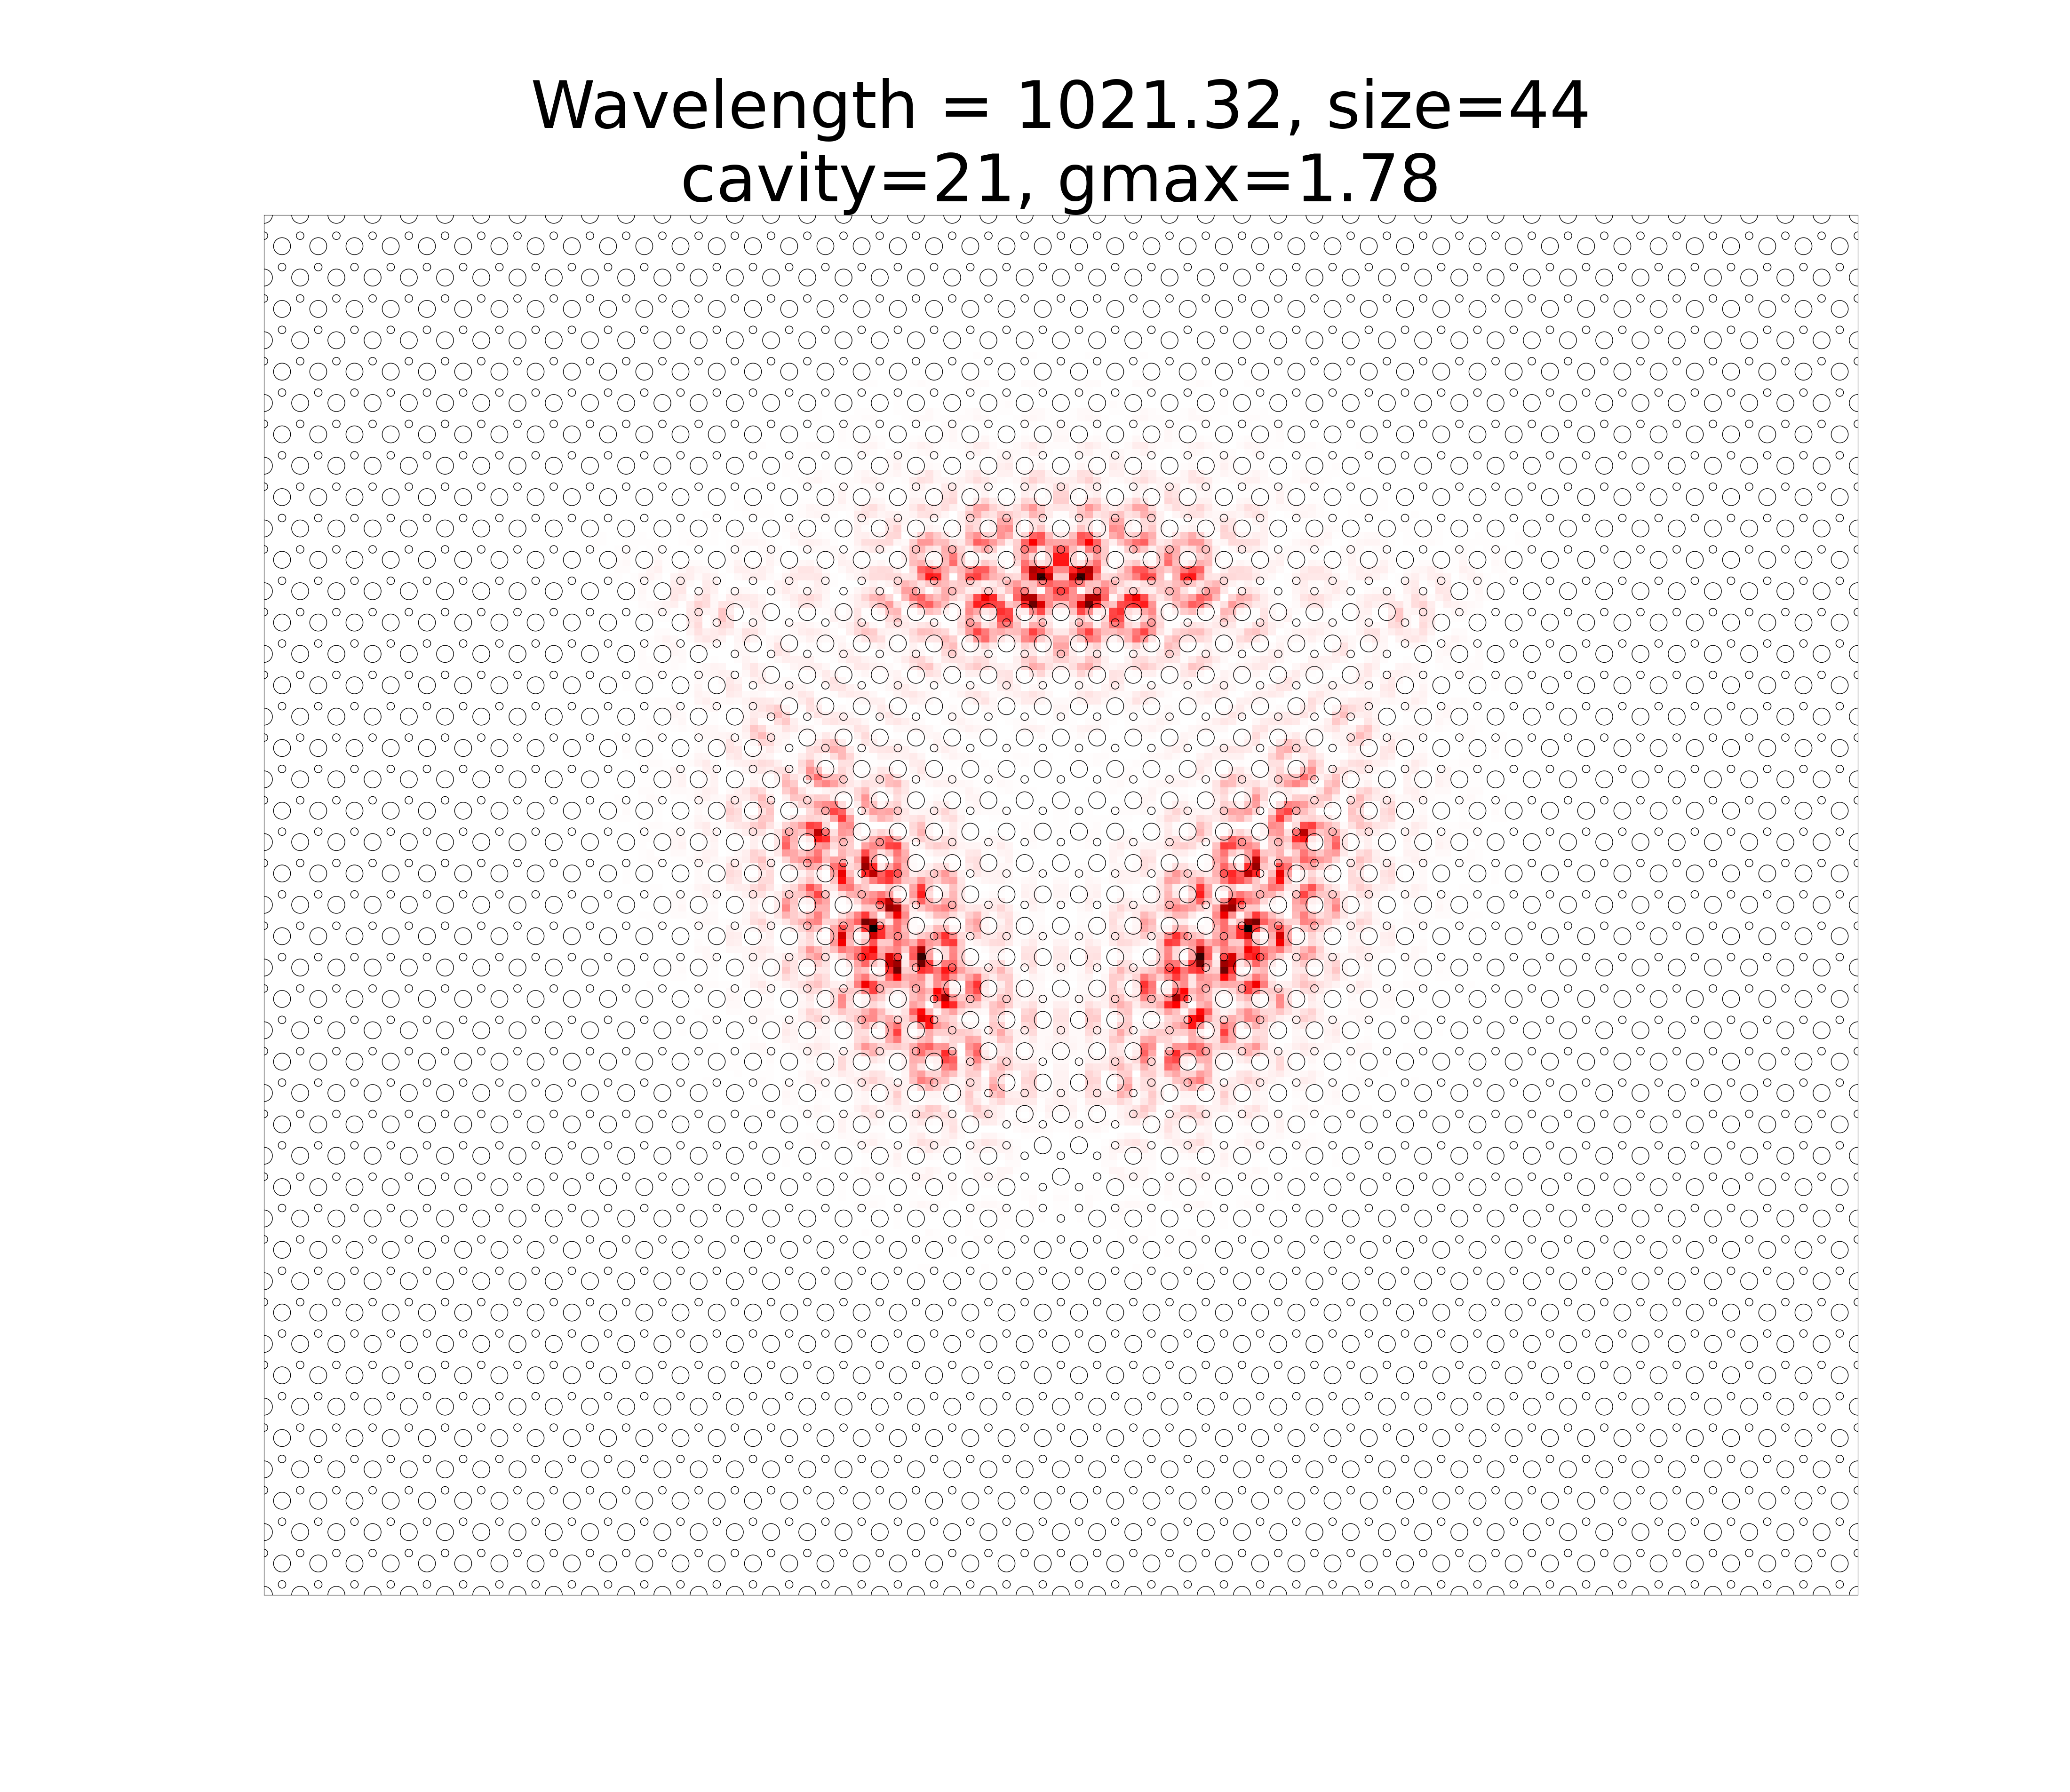 Wavelength = 1021.32, size=44
cavity=21, gmax=1.78